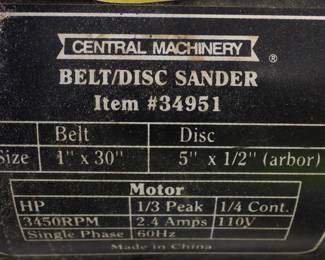 CENTRAL MACHINERY ®
BELT/DISC SANDER
Item #34951
Belt Disc
Size 1" x 30" 5" x 1/2" (arbor)
Motor
HP 1/3 Peak 1/4 Cont.
3450RPM 2.4 Amps 110V
Single Phase 60Hz
Made in China